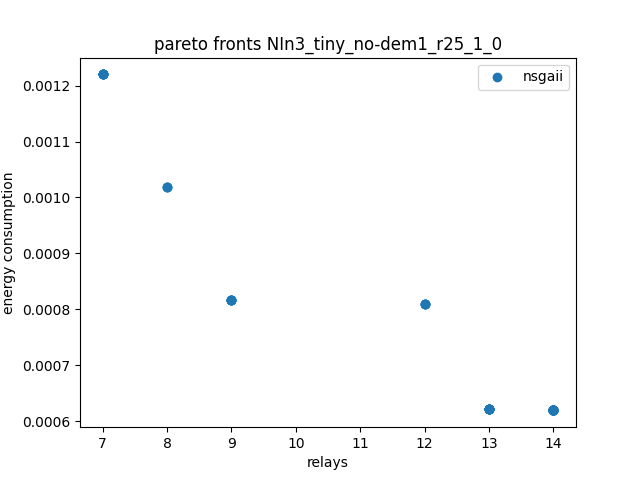 pareto fronts NIn3_tiny_no-dem1_r25_1_0
nsgaii
energy consumption
0.0012
0.0011
0.0010
0.0009
0.0008
0.0007
0.0006
7 8 9 10 11 12 13 14
relays